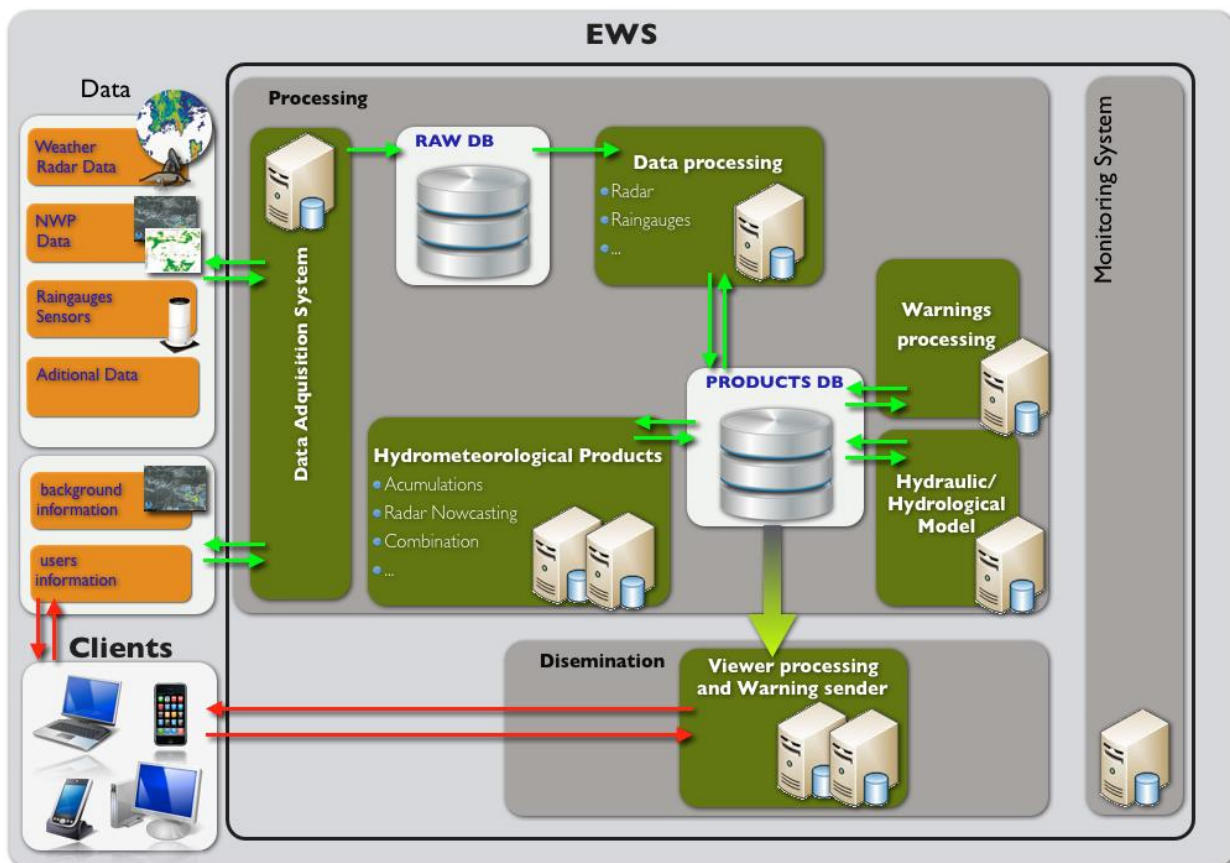 EWS
Data
Weather
Radar Data
NWP
Data
Raingauges
Sensors
Aditional Data
background
information
users
information
Clients
Processing
Data Adquisition System
RAW DB
Data processing
Radar
Raingauges
...
PRODUCTS DB
Warnings
processing
Hydrometeorological Products
Acumulations
Radar Nowcasting
Combination
...
Hydraulic/
Hydrological
Model
Disemination
Viewer processing
and Warning sender
Monitoring System